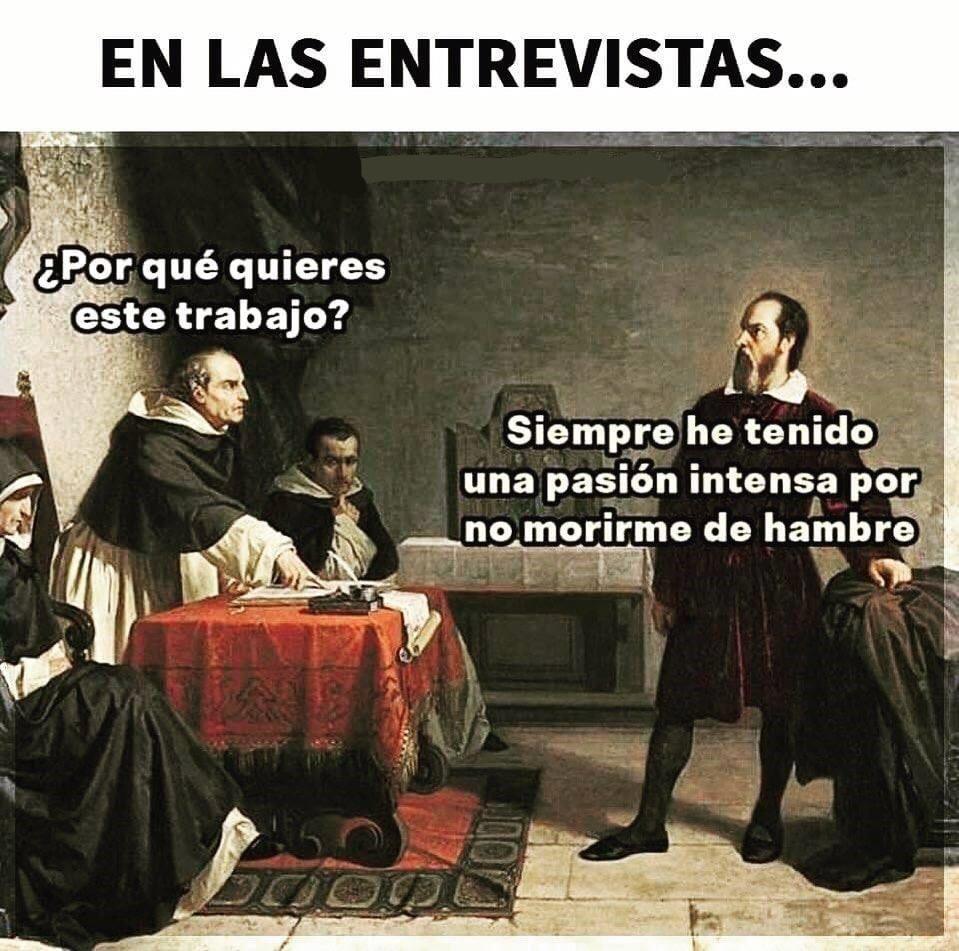 EN LAS ENTREVISTAS...
¿Por qué quieres
este trabajo?
Siempre he tenido
una pasión intensa por
no morirme de hambre